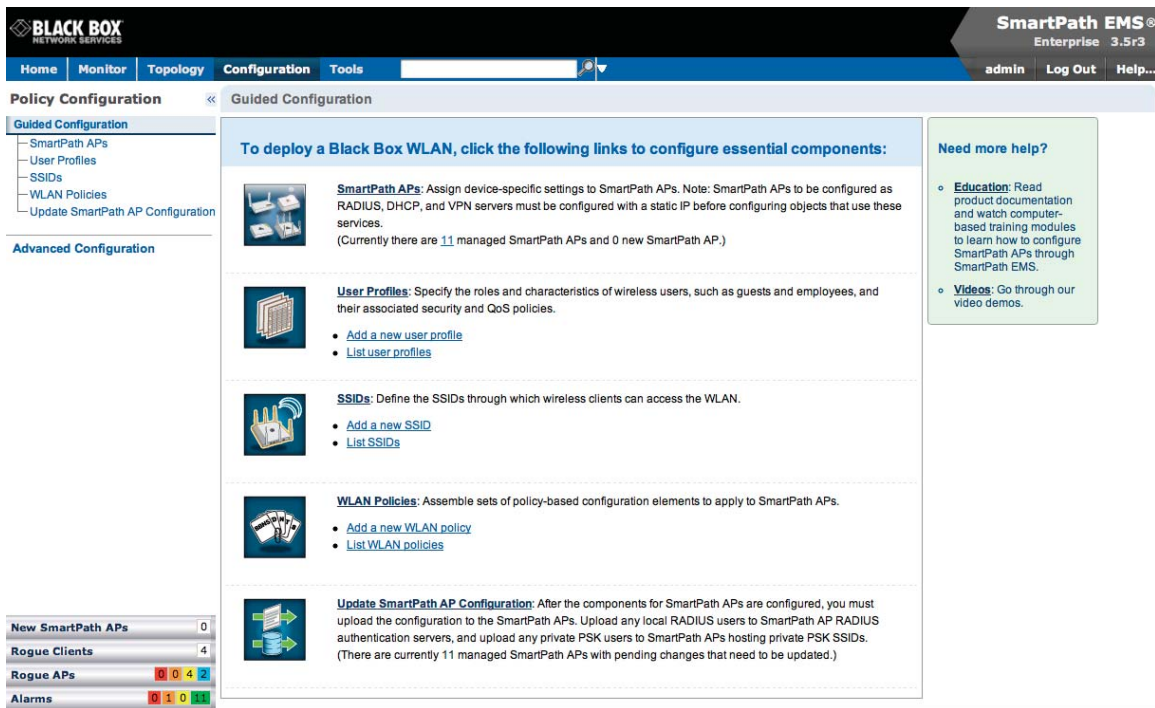 BLACK BOX
NETWORK SERVICES
SmartPath EMS®
Enterprise 3.5r3
Home Monitor Topology Configuration Tools
admin Log Out Help...
Policy Configuration «
Guided Configuration
SmartPath APs
User Profiles
SSIDs
WLAN Policies
Update SmartPath AP Configuration
Advanced Configuration
New SmartPath APs 0
Rogue Clients 4
Rogue APs 0 0 4 2
Alarms 0 1 0 11
Guided Configuration
To deploy a Black Box WLAN, click the following links to configure essential components:
SmartPath APs: Assign device-specific settings to SmartPath APs. Note: SmartPath APs to be configured as
RADIUS, DHCP, and VPN servers must be configured with a static IP before configuring objects that use these
services.
(Currently there are 11 managed SmartPath APs and 0 new SmartPath AP.)
User Profiles: Specify the roles and characteristics of wireless users, such as guests and employees, and
their associated security and QoS policies.
• Add a new user profile
• List user profiles
SSIDs: Define the SSIDs through which wireless clients can access the WLAN.
• Add a new SSID
• List SSIDs
WLAN Policies: Assemble sets of policy-based configuration elements to apply to SmartPath APs.
• Add a new WLAN policy
• List WLAN policies
Update SmartPath AP Configuration: After the components for SmartPath APs are configured, you must
upload the configuration to the SmartPath APs. Upload any local RADIUS users to SmartPath AP RADIUS
authentication servers, and upload any private PSK users to SmartPath APs hosting private PSK SSIDs.
(There are currently 11 managed SmartPath APs with pending changes that need to be updated.)
Need more help?
Education: Read
product documentation
and watch computer-
based training modules
to learn how to configure
SmartPath APs through
SmartPath EMS.
Videos: Go through our
video demos.